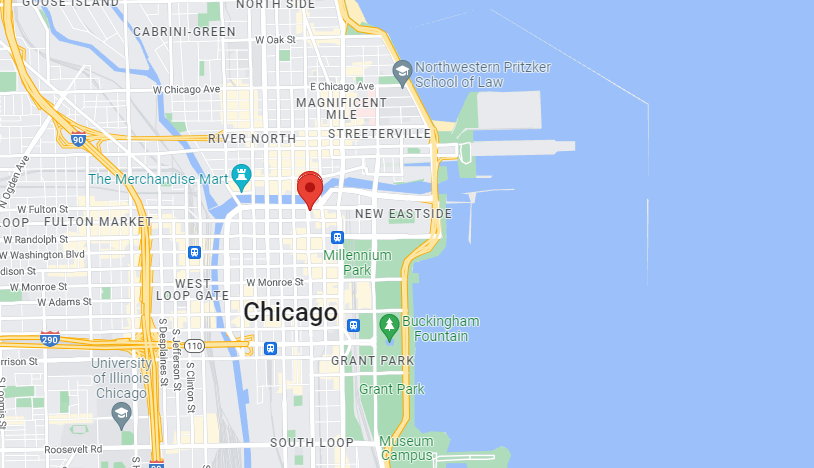 GOOSE ISLAND
NORTH SIDE
CABRINI-GREEN
W Oak St
Northwestern Pritzker
School of Law
W Chicago Ave
E Chicago Ave
MAGNIFICENT
MILE
STREETERVILLE
RIVER NORTH
90
N Ogden Ave
The Merchandise Mart
W Fulton St
LOOP
FULTON MARKET
NEW EASTSIDE
W Randolph St
W Washington Blvd
Millennium
Park
dison St
W Monroe St
W Monroe St
WEST
LOOP GATE
W Adams St
Chicago
Buckingham
Fountain
S Desplaines St
S Jefferson St
S Clinton St
290
110
rrison St
GRANT PARK
University
of Illinois
Chicago
Grant Park
S Loomis St
Roosevelt Rd
SOUTH LOOP
Museum
Campus
90